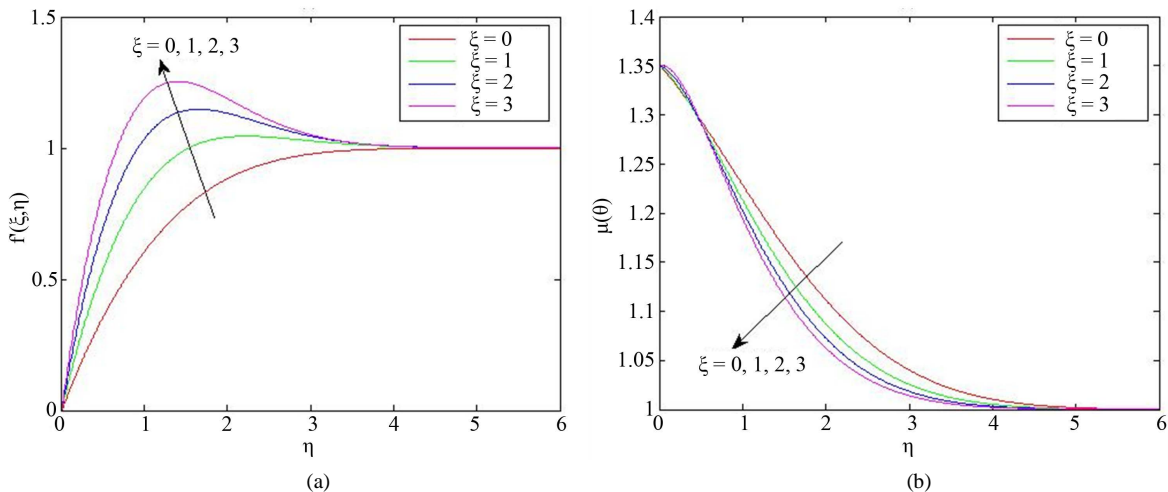 1.5
1
0.5
0
f'(ξ,η)
ξ = 0, 1, 2, 3
ξ = 0
ξ = 1
ξ = 2
ξ = 3
0 1 2 3 4 5 6
η
(a)
1.4
1.35
1.3
1.25
1.2
1.15
1.1
1.05
1
μ(θ)
ξ = 0
ξ = 1
ξ = 2
ξ = 3
ξ = 0, 1, 2, 3
0 1 2 3 4 5 6
η
(b)